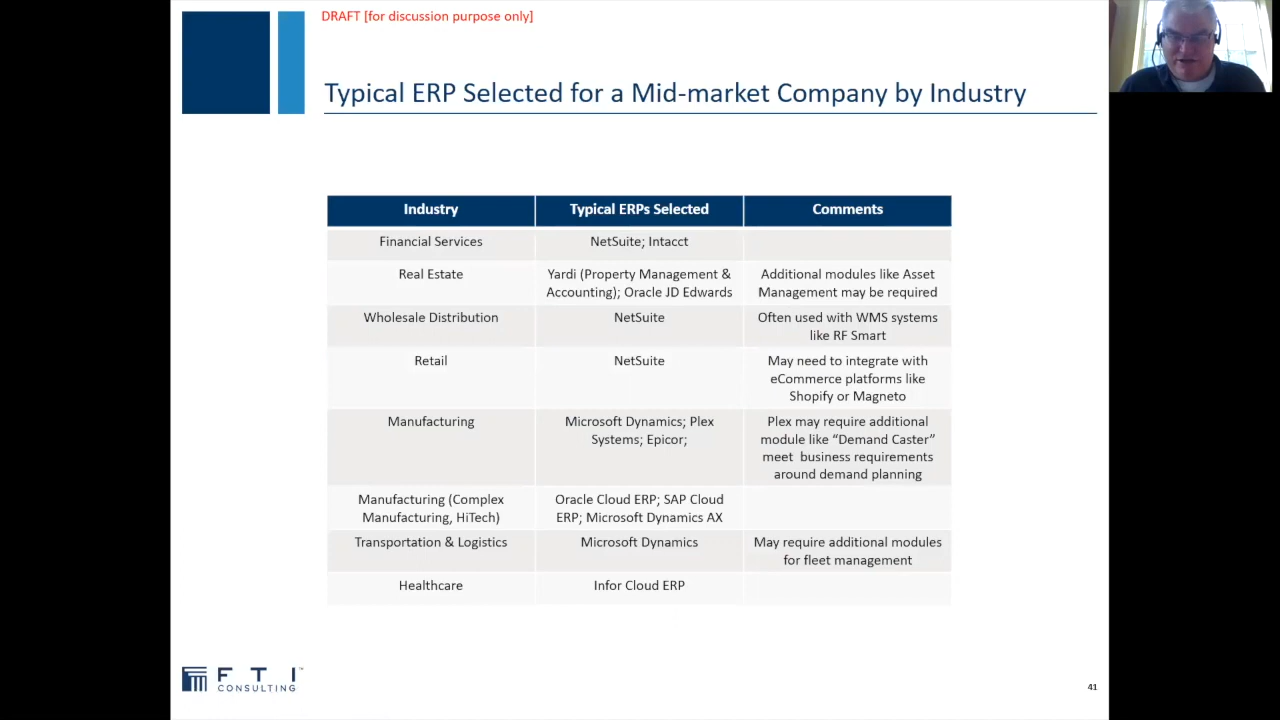 DRAFT [for discussion purpose only]
Typical ERP Selected for a Mid-market Company by Industry
Industry
Typical ERPs Selected
Comments
Financial Services
NetSuite; Intacct
Real Estate
Yardi (Property Management &
Accounting); Oracle JD Edwards
Additional modules like Asset
Management may be required
Wholesale Distribution
NetSuite
Often used with WMS systems
like RF Smart
Retail
NetSuite
May need to integrate with
eCommerce platforms like
Shopify or Magneto
Manufacturing
Microsoft Dynamics; Plex
Systems; Epicor;
Plex may require additional
module like “Demand Caster”
meet business requirements
around demand planning
Manufacturing (Complex
Manufacturing, HiTech)
Oracle Cloud ERP; SAP Cloud
ERP; Microsoft Dynamics AX
Transportation & Logistics
Microsoft Dynamics
May require additional modules
for fleet management
Healthcare
Infor Cloud ERP
FTI™
CONSULTING
41